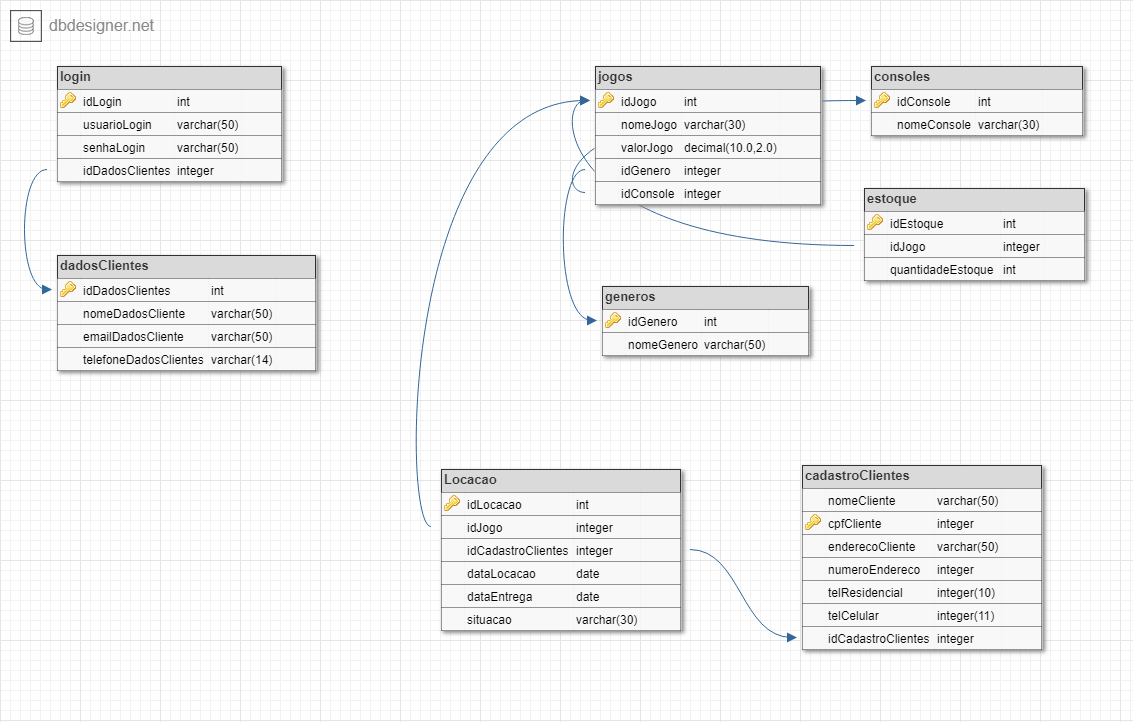 dbdesigner.net
login
idLogin int
usuarioLogin varchar(50)
senhaLogin varchar(50)
idDadosClientes integer
dadosClientes
idDadosClientes int
nomeDadosCliente varchar(50)
emailDadosCliente varchar(50)
telefoneDadosClientes varchar(14)
jogos
idJogo int
nomeJogo varchar(30)
valorJogo decimal(10.0,2.0)
idGenero integer
idConsole integer
consoles
idConsole int
nomeConsole varchar(30)
estoque
idEstoque int
idJogo integer
quantidadeEstoque int
generos
idGenero int
nomeGenero varchar(50)
Locacao
idLocacao int
idJogo integer
idCadastroClientes integer
dataLocacao date
dataEntrega date
situacao varchar(30)
cadastroClientes
nomeCliente varchar(50)
cpfCliente integer
enderecoCliente varchar(50)
numeroEndereco integer
telResidencial integer(10)
telCelular integer(11)
idCadastroClientes integer